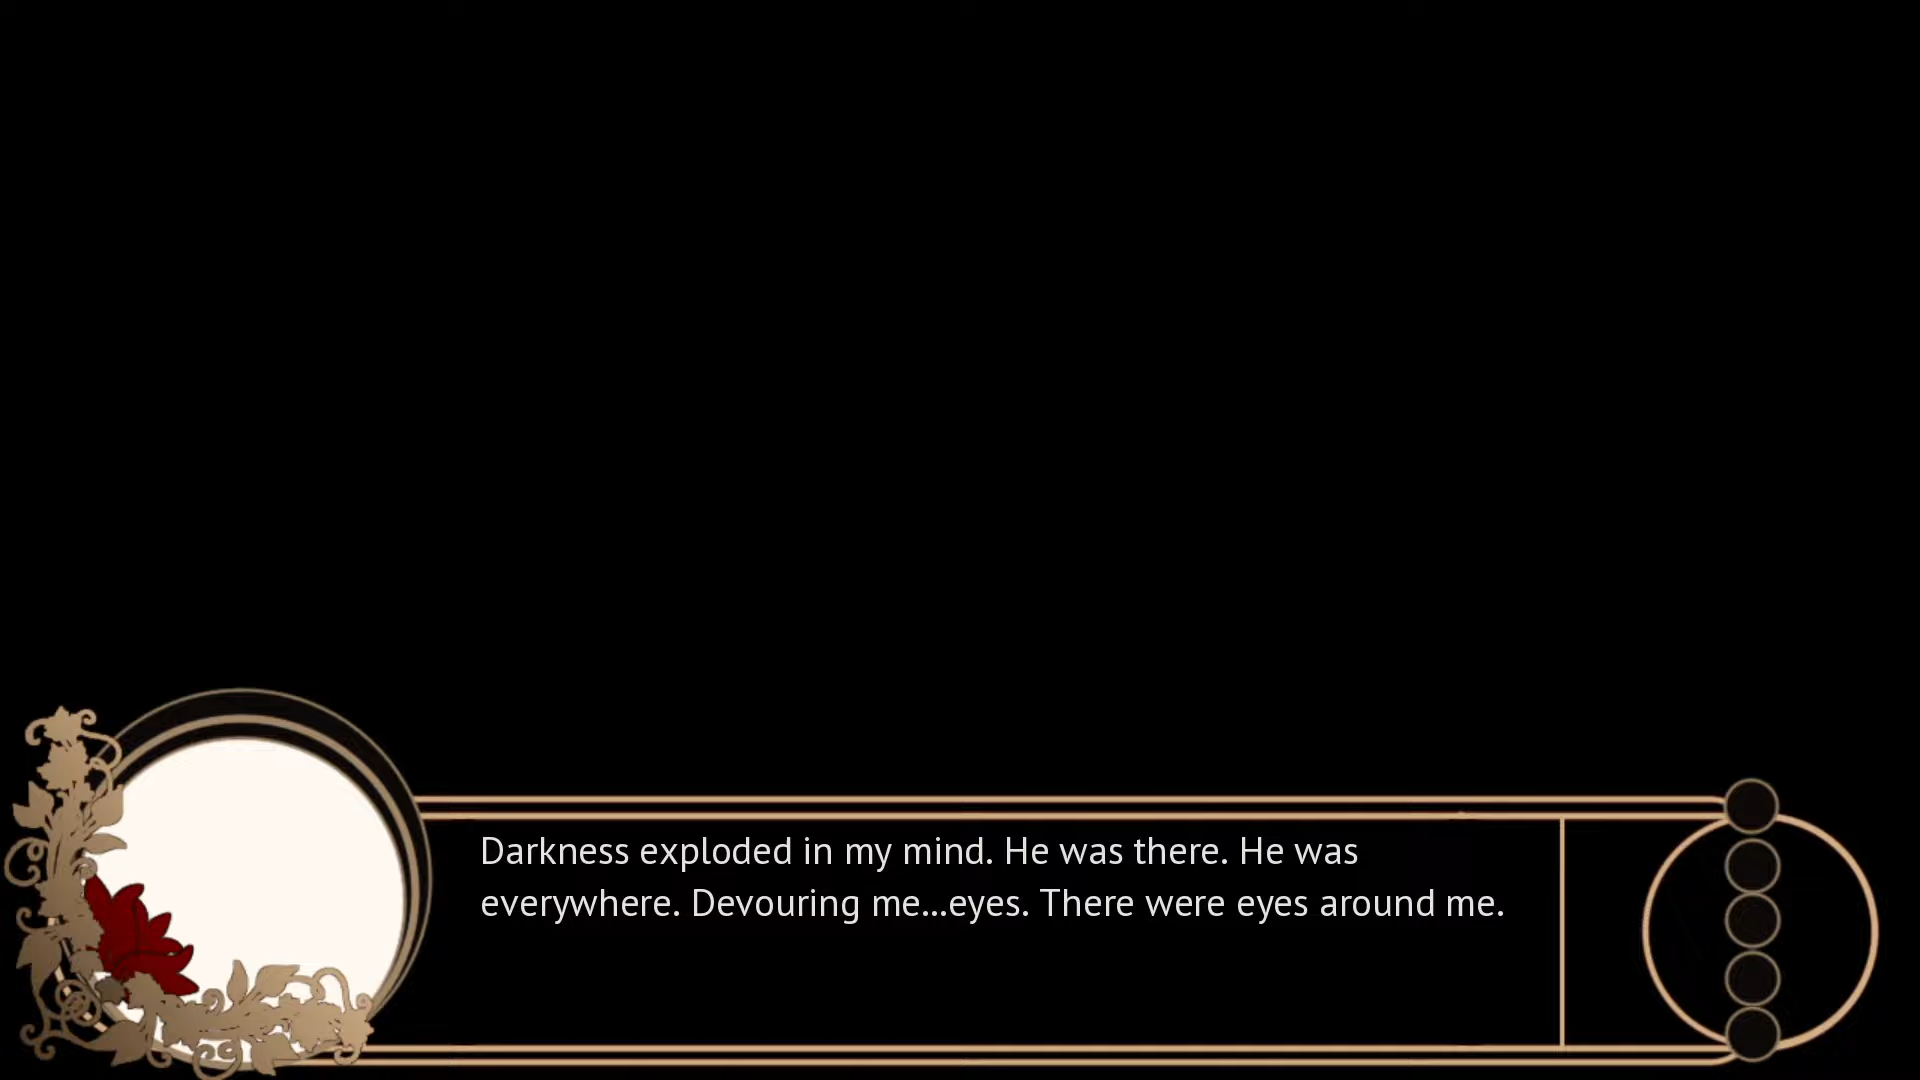 Darkness exploded in my mind. He was there. He was
everywhere. Devouring me...eyes. There were eyes around me.